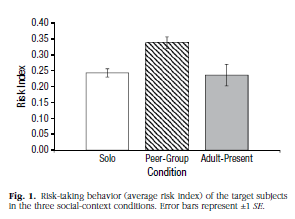 0.40
0.35
0.30
0.25
0.20
0.15
0.10
0.05
0.00
Risk Index
Solo Peer-Group Adult-Present
Condition
Fig. 1. Risk-taking behavior (average risk index) of the target subjects
in the three social-context conditions. Error bars represent ±1 SE.